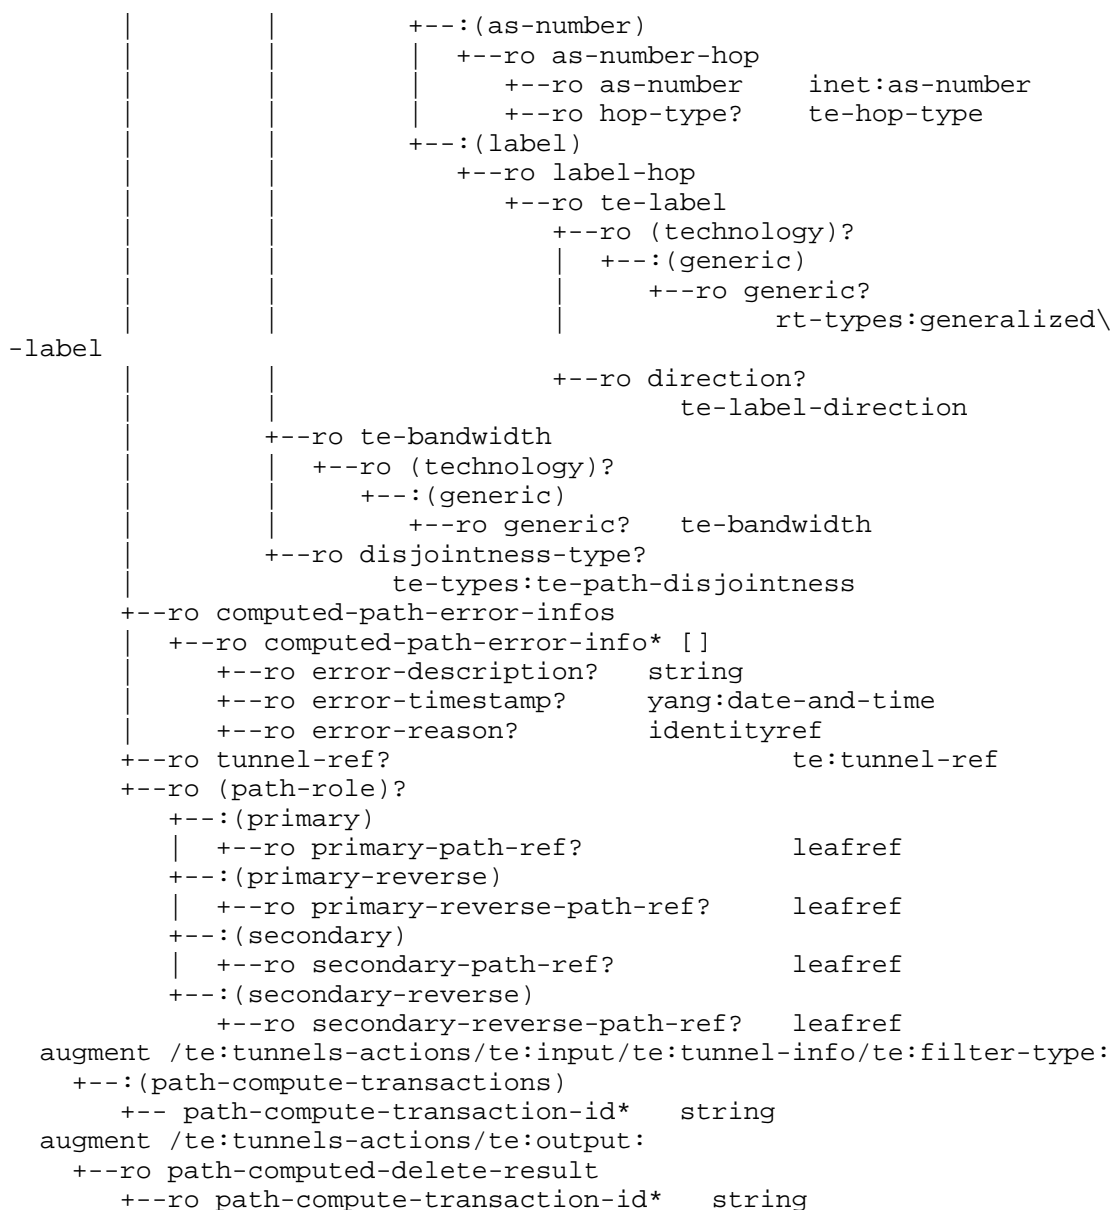 |         |        +--:(as-number)
       |         |        |  +--ro as-number-hop
       |         |        |     +--ro as-number    inet:as-number
       |         |        |     +--ro hop-type?    te-hop-type
       |         |        +--:(label)
       |         |           +--ro label-hop
       |         |              +--ro te-label
       |         |                 +--ro (technology)?
       |         |                 |  +--:(generic)
       |         |                 |     +--ro generic?
       |         |                 |             rt-types:generalized\
-label
       |         |                 +--ro direction?
       |         |                         te-label-direction
       |         +--ro te-bandwidth
       |         |  +--ro (technology)?
       |         |     +--:(generic)
       |         |        +--ro generic?   te-bandwidth
       |         +--ro disjointness-type?
       |                 te-types:te-path-disjointness
       +--ro computed-path-error-infos
       |  +--ro computed-path-error-info* []
       |     +--ro error-description?   string
       |     +--ro error-timestamp?     yang:date-and-time
       |     +--ro error-reason?        identityref
       +--ro tunnel-ref?                         te:tunnel-ref
       +--ro (path-role)?
          +--:(primary)
          |  +--ro primary-path-ref?             leafref
          +--:(primary-reverse)
          |  +--ro primary-reverse-path-ref?     leafref
          +--:(secondary)
          |  +--ro secondary-path-ref?           leafref
          +--:(secondary-reverse)
             +--ro secondary-reverse-path-ref?   leafref
  augment /te:tunnels-actions/te:input/te:tunnel-info/te:filter-type:
    +--:(path-compute-transactions)
       +-- path-compute-transaction-id*   string
  augment /te:tunnels-actions/te:output:
    +--ro path-computed-delete-result
       +--ro path-compute-transaction-id*   string